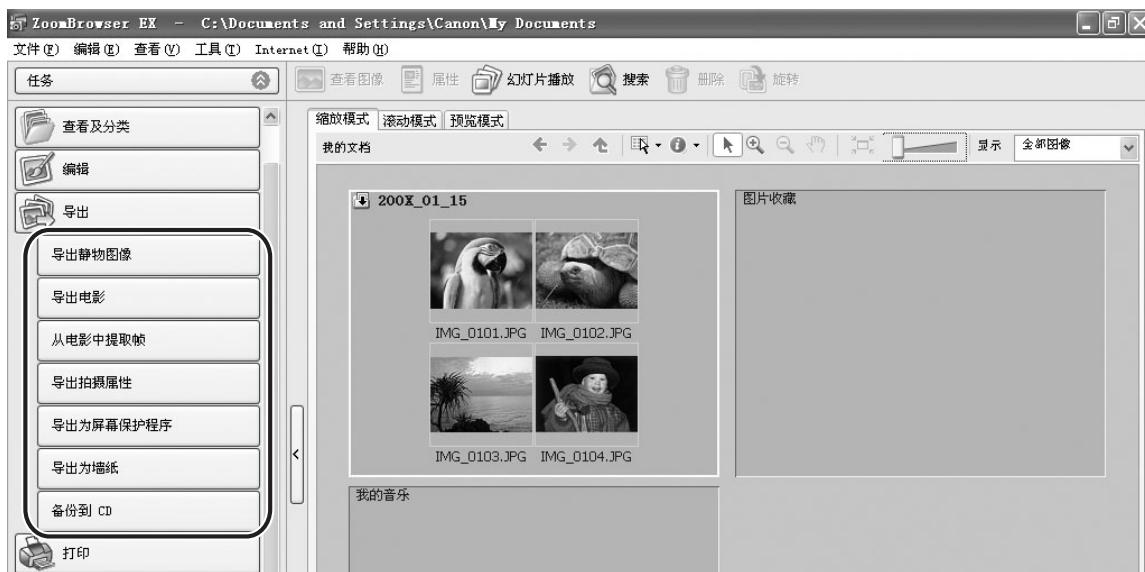 ZoomBrowser EX - C:\Documents and Settings\Canon\My Documents
文件(F) 编辑(E) 查看(V) 工具(T) Internet(I) 帮助(H)
任务
查看图像 属性 幻灯片播放 搜索 删除 旋转
查看及分类
编辑
导出
导出静物图像
导出电影
从电影中提取帧
导出拍摄属性
导出为屏幕保护程序
导出为墙纸
备份到 CD
打印
缩放模式 滚动模式 预览模式
我的文档 显示 全部图像
200X_01_15
IMG_0101.JPG IMG_0102.JPG
IMG_0103.JPG IMG_0104.JPG
图片收藏
我的音乐